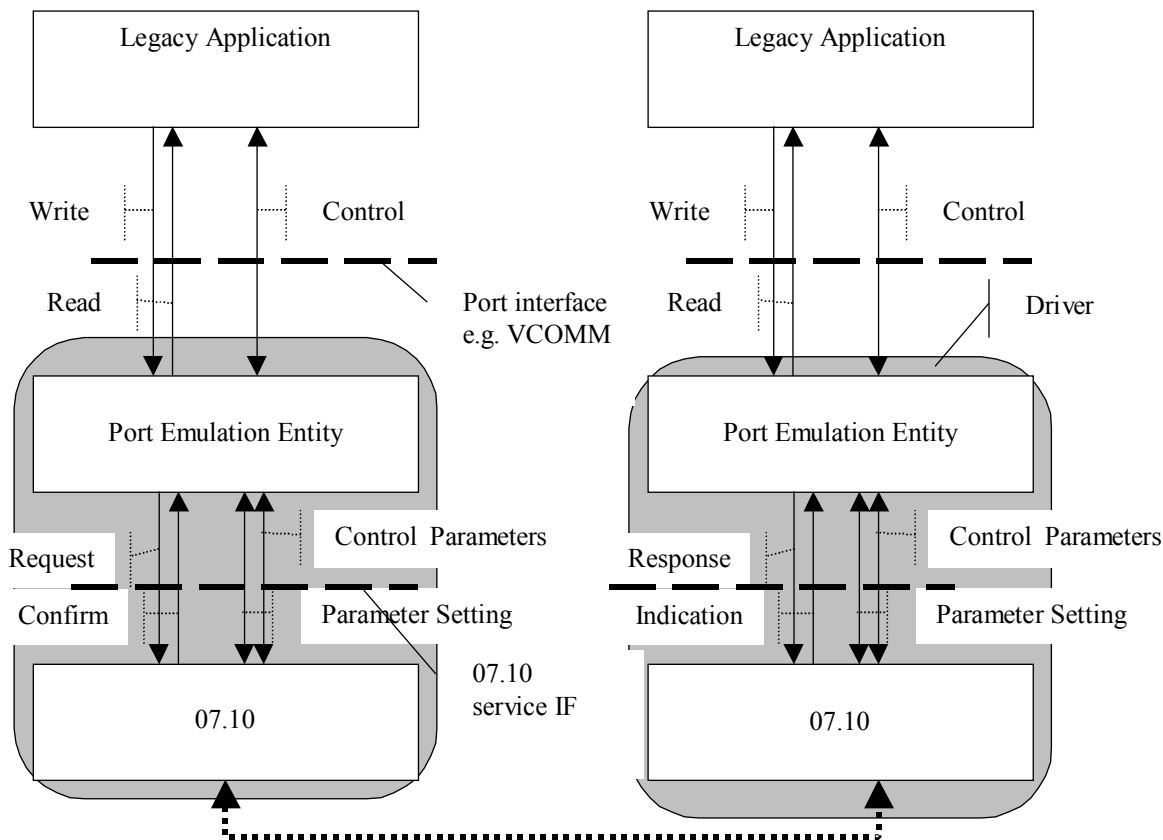 Legacy Application
Legacy Application
Write
Control
Write
Control
Read
Port interface
e.g. VCOMM
Read
Driver
Port Emulation Entity
Port Emulation Entity
Request
Control Parameters
Response
Control Parameters
Confirm
Parameter Setting
Indication
Parameter Setting
07.10
service IF
07.10
07.10